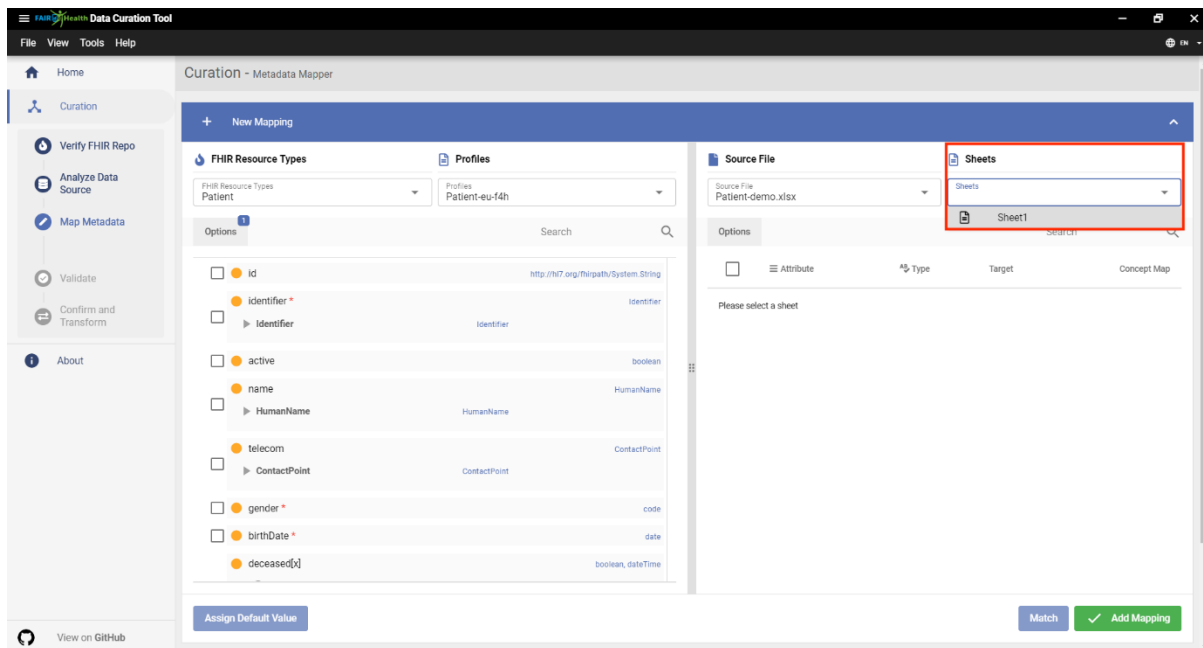 FAIR4Health Data Curation Tool
File View Tools Help
EN
Home
Curation
Verify FHIR Repo
Analyze Data
Source
Map Metadata
Validate
Confirm and
Transform
About
View on GitHub
Curation - Metadata Mapper
+ New Mapping
FHIR Resource Types
Profiles
FHIR Resource Types
Patient
Profiles
Patient-eu-f4h
1
Options
Search
id http://hl7.org/fhirpath/System.String
identifier * Identifier
Identifier Identifier
active boolean
name HumanName
HumanName HumanName
telecom ContactPoint
ContactPoint ContactPoint
gender * code
birthDate * date
deceased[x] boolean, dateTime
Source File
Sheets
Source File
Patient-demo.xlsx
Sheets
Sheet1
Options
Search
Attribute Type Target Concept Map
Please select a sheet
Assign Default Value
Match
Add Mapping